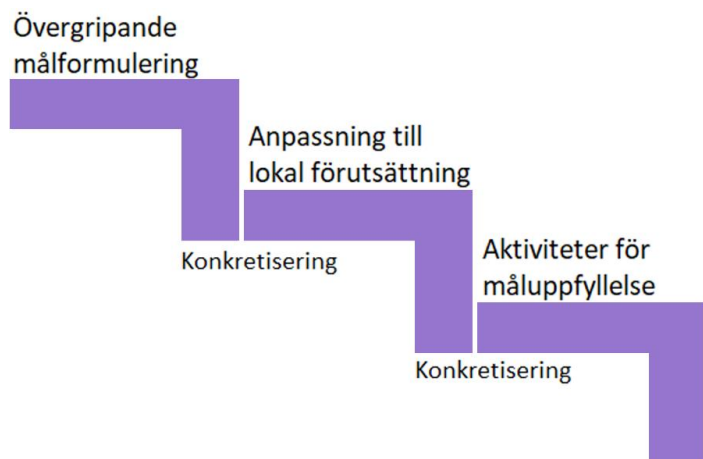 Övergripande
målformulering
Anpassning till
lokal förutsättning
Konkretisering
Aktiviteter för
måluppfyllelse
Konkretisering